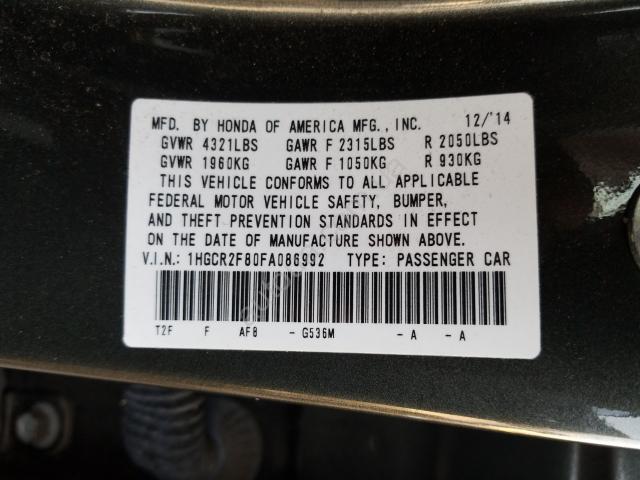 MFD. BY HONDA OF AMERICA MFG., INC. 12/'14
GVWR 4321LBS GAWR F 2315LBS R 2050LBS
GVWR 1960KG GAWR F 1050KG R 930KG
THIS VEHICLE CONFORMS TO ALL APPLICABLE
FEDERAL MOTOR VEHICLE SAFETY, BUMPER,
AND THEFT PREVENTION STANDARDS IN EFFECT
ON THE DATE OF MANUFACTURE SHOWN ABOVE.
V.I.N.: 1HGCR2F80FA086992 TYPE: PASSENGER CAR
T2F F AF8 - G536M - A - A